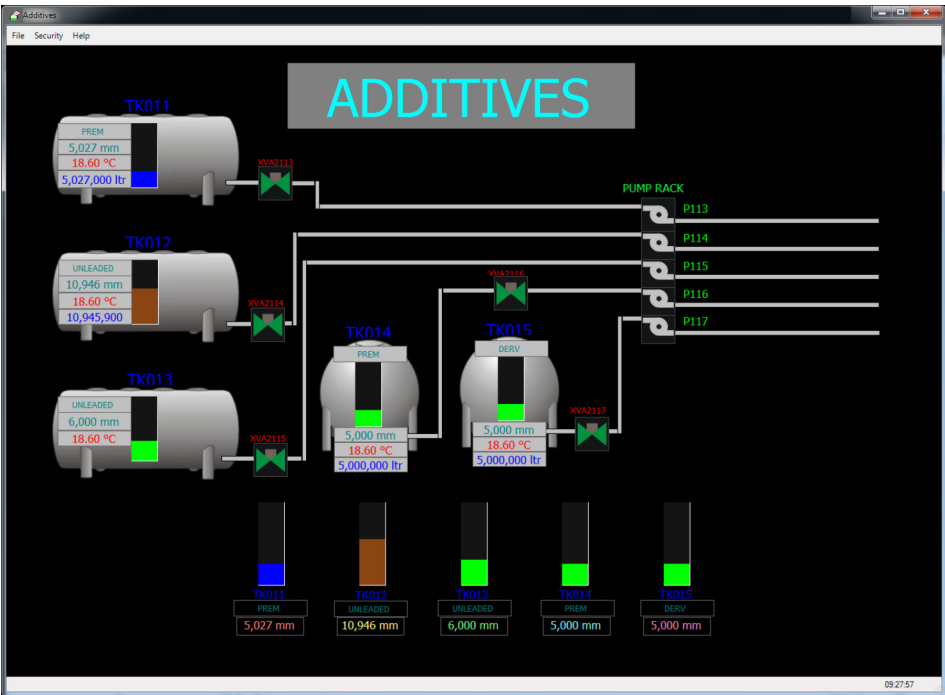 Additives
File Security Help
ADDITIVES
TK011
PREM
5,027 mm
18.60 °C
5,027,000 ltr
XVA2113
PUMP RACK
P113
P114
P115
P116
P117
TK012
UNLEADED
10,946 mm
18.60 °C
10,945,900
XVA2114
XVA2116
TK014
PREM
5,000 mm
18.60 °C
5,000,000 ltr
TK015
DERV
5,000 mm
18.60 °C
5,000,000 ltr
XVA2117
TK013
UNLEADED
6,000 mm
18.60 °C
XVA2115
TK011 TK012 TK013 TK014 TK015
PREM UNLEADED UNLEADED PREM DERV
5,027 mm 10,946 mm 6,000 mm 5,000 mm 5,000 mm
09:27:57